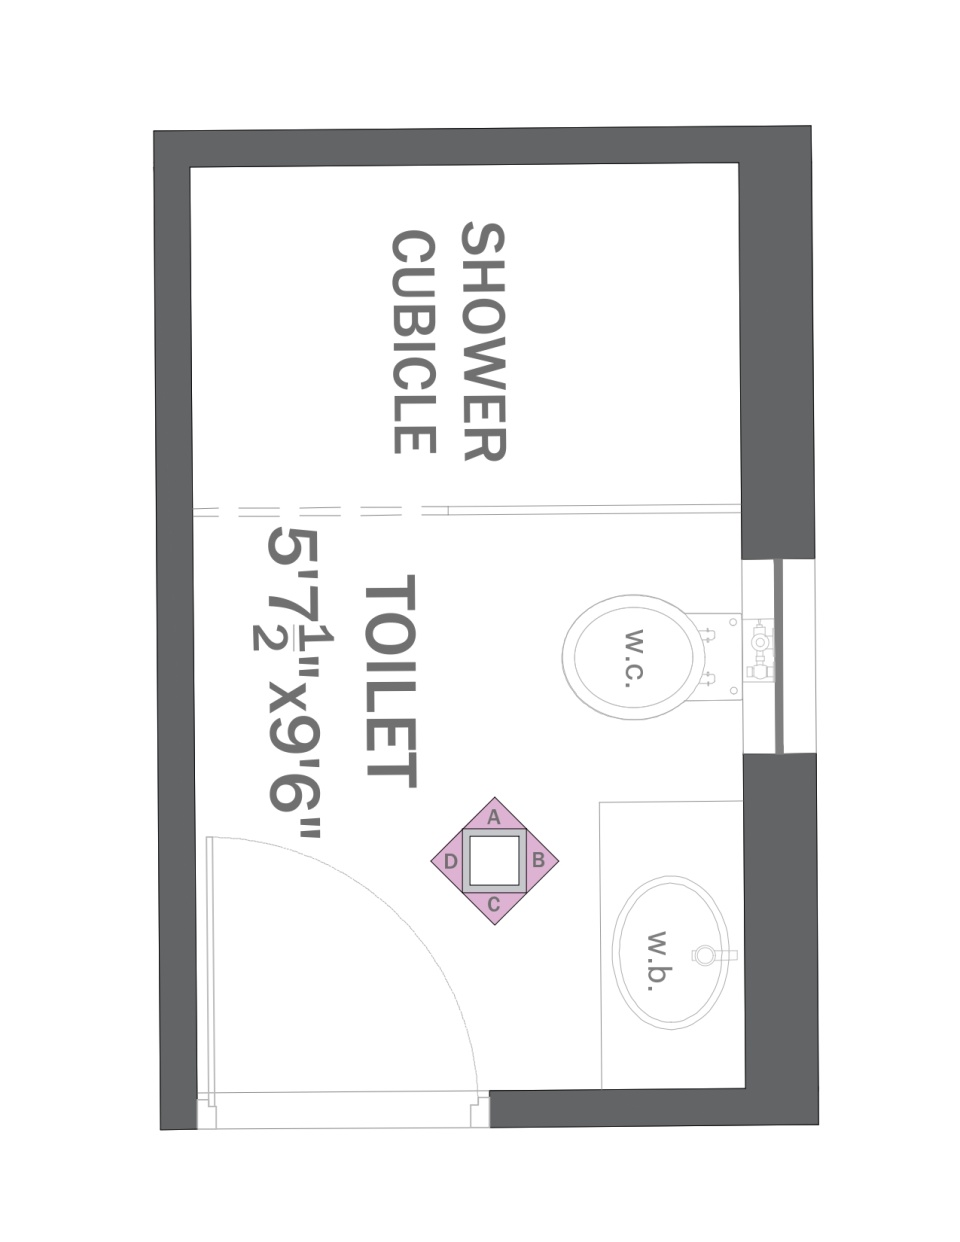 SHOWER
CUBICLE
TOILET
5'7½"x9'6"
w.c.
A
B
C
D
w.b.